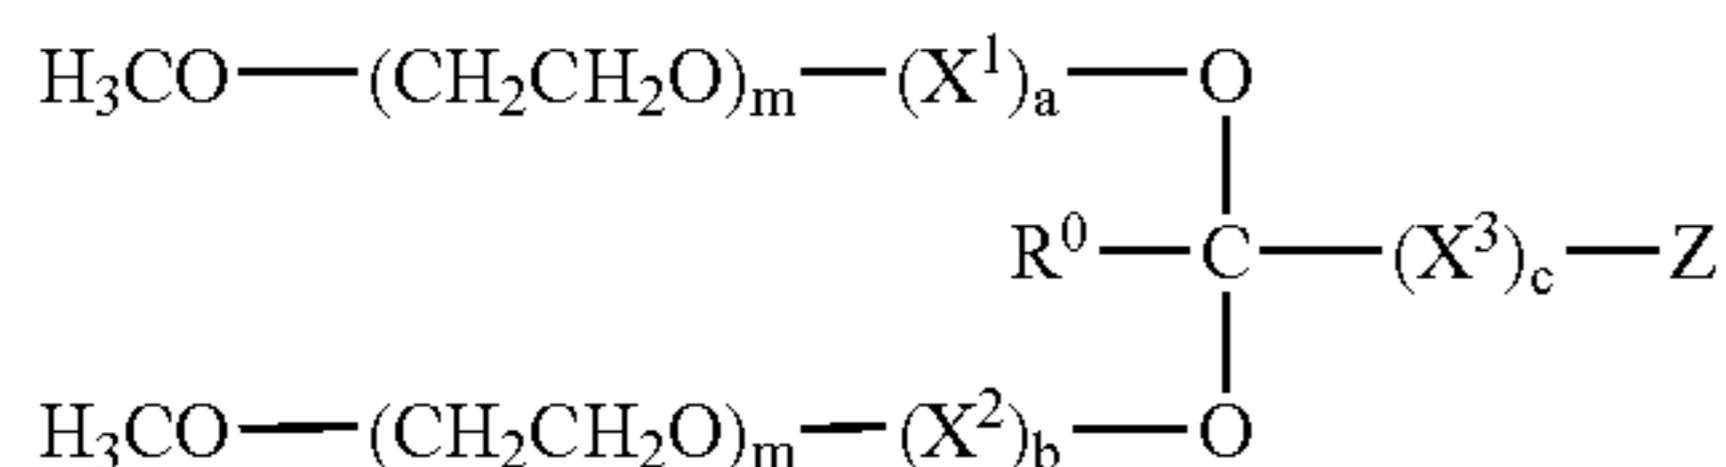 H₃CO—(CH₂CH₂O)ₘ—(X¹)ₐ—O
R⁰—C—(X³)c—Z
H₃CO—(CH₂CH₂O)ₘ—(X²)b—O